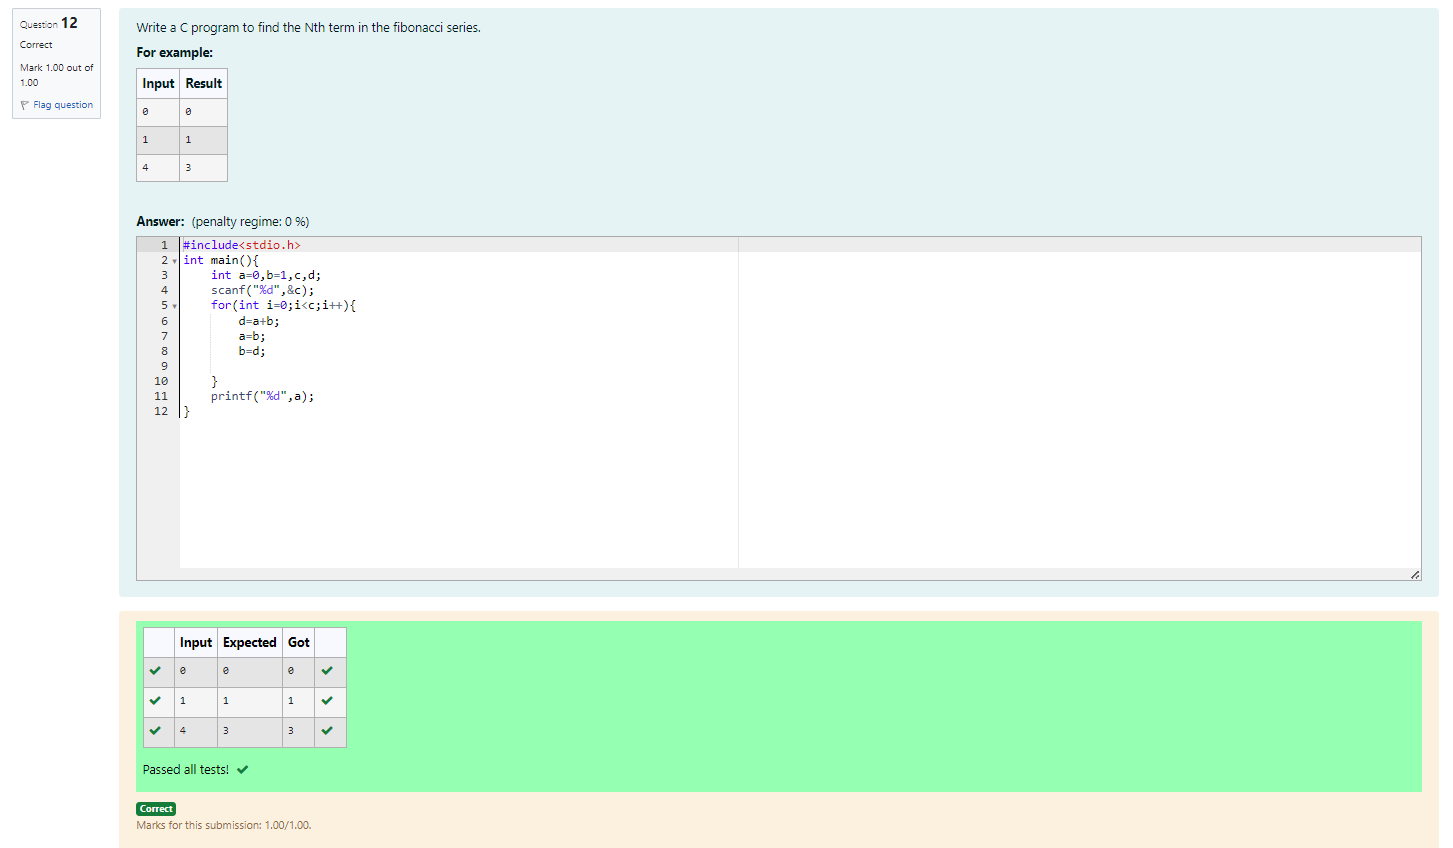 Question 12
Correct
Mark 1.00 out of
1.00
Flag question
Write a C program to find the Nth term in the fibonacci series.
For example:
Input Result
0 0
1 1
4 3
Answer: (penalty regime: 0 %)
1 #include<stdio.h>
2 int main(){
3 int a=0,b=1,c,d;
4 scanf("%d",&c);
5 for(int i=0;i<c;i++){
6 d=a+b;
7 a=b;
8 b=d;
9
10 }
11 printf("%d",a);
12 }
Input Expected Got
0 0 0
1 1 1
4 3 3
Passed all tests!
Correct
Marks for this submission: 1.00/1.00.